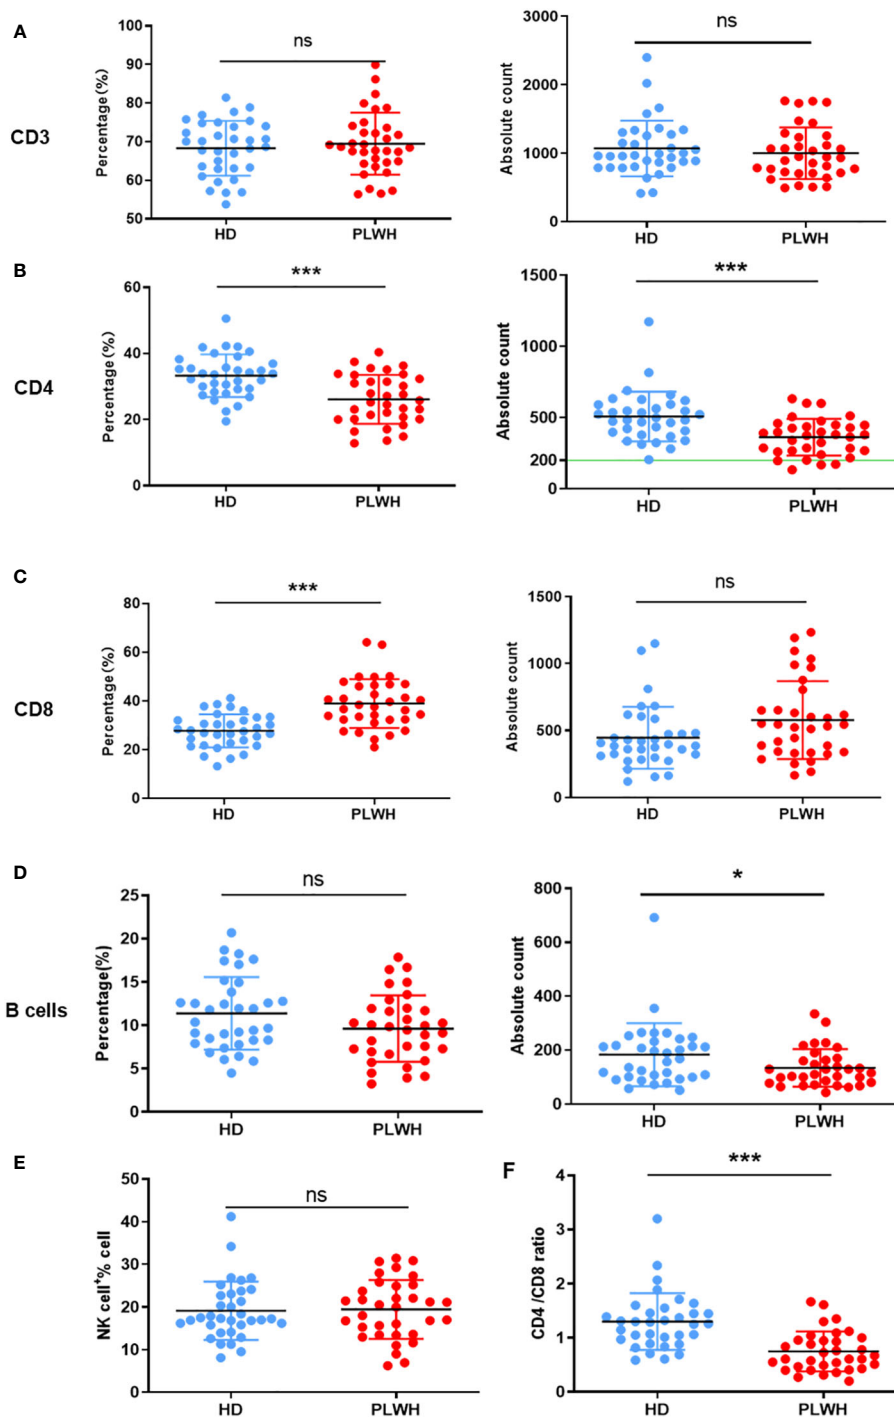 A
CD3
ns
Percentage (%)
100
90
80
70
60
50
HD
PLWH
ns
Absolute count
3000
2000
1000
0
HD
PLWH
B
CD4
***
Percentage (%)
60
40
20
0
HD
PLWH
***
Absolute count
1500
1000
500
200
0
HD
PLWH
C
CD8
***
Percentage (%)
80
60
40
20
0
HD
PLWH
ns
Absolute count
1500
1000
500
0
HD
PLWH
D
B cells
ns
Percentage(%)
25
20
15
10
5
0
HD
PLWH
*
Absolute count
800
600
400
200
0
HD
PLWH
E
ns
NK cell⁺% cell
50
40
30
20
10
0
HD
PLWH
F
***
CD4 /CD8 ratio
4
3
2
1
0
HD
PLWH